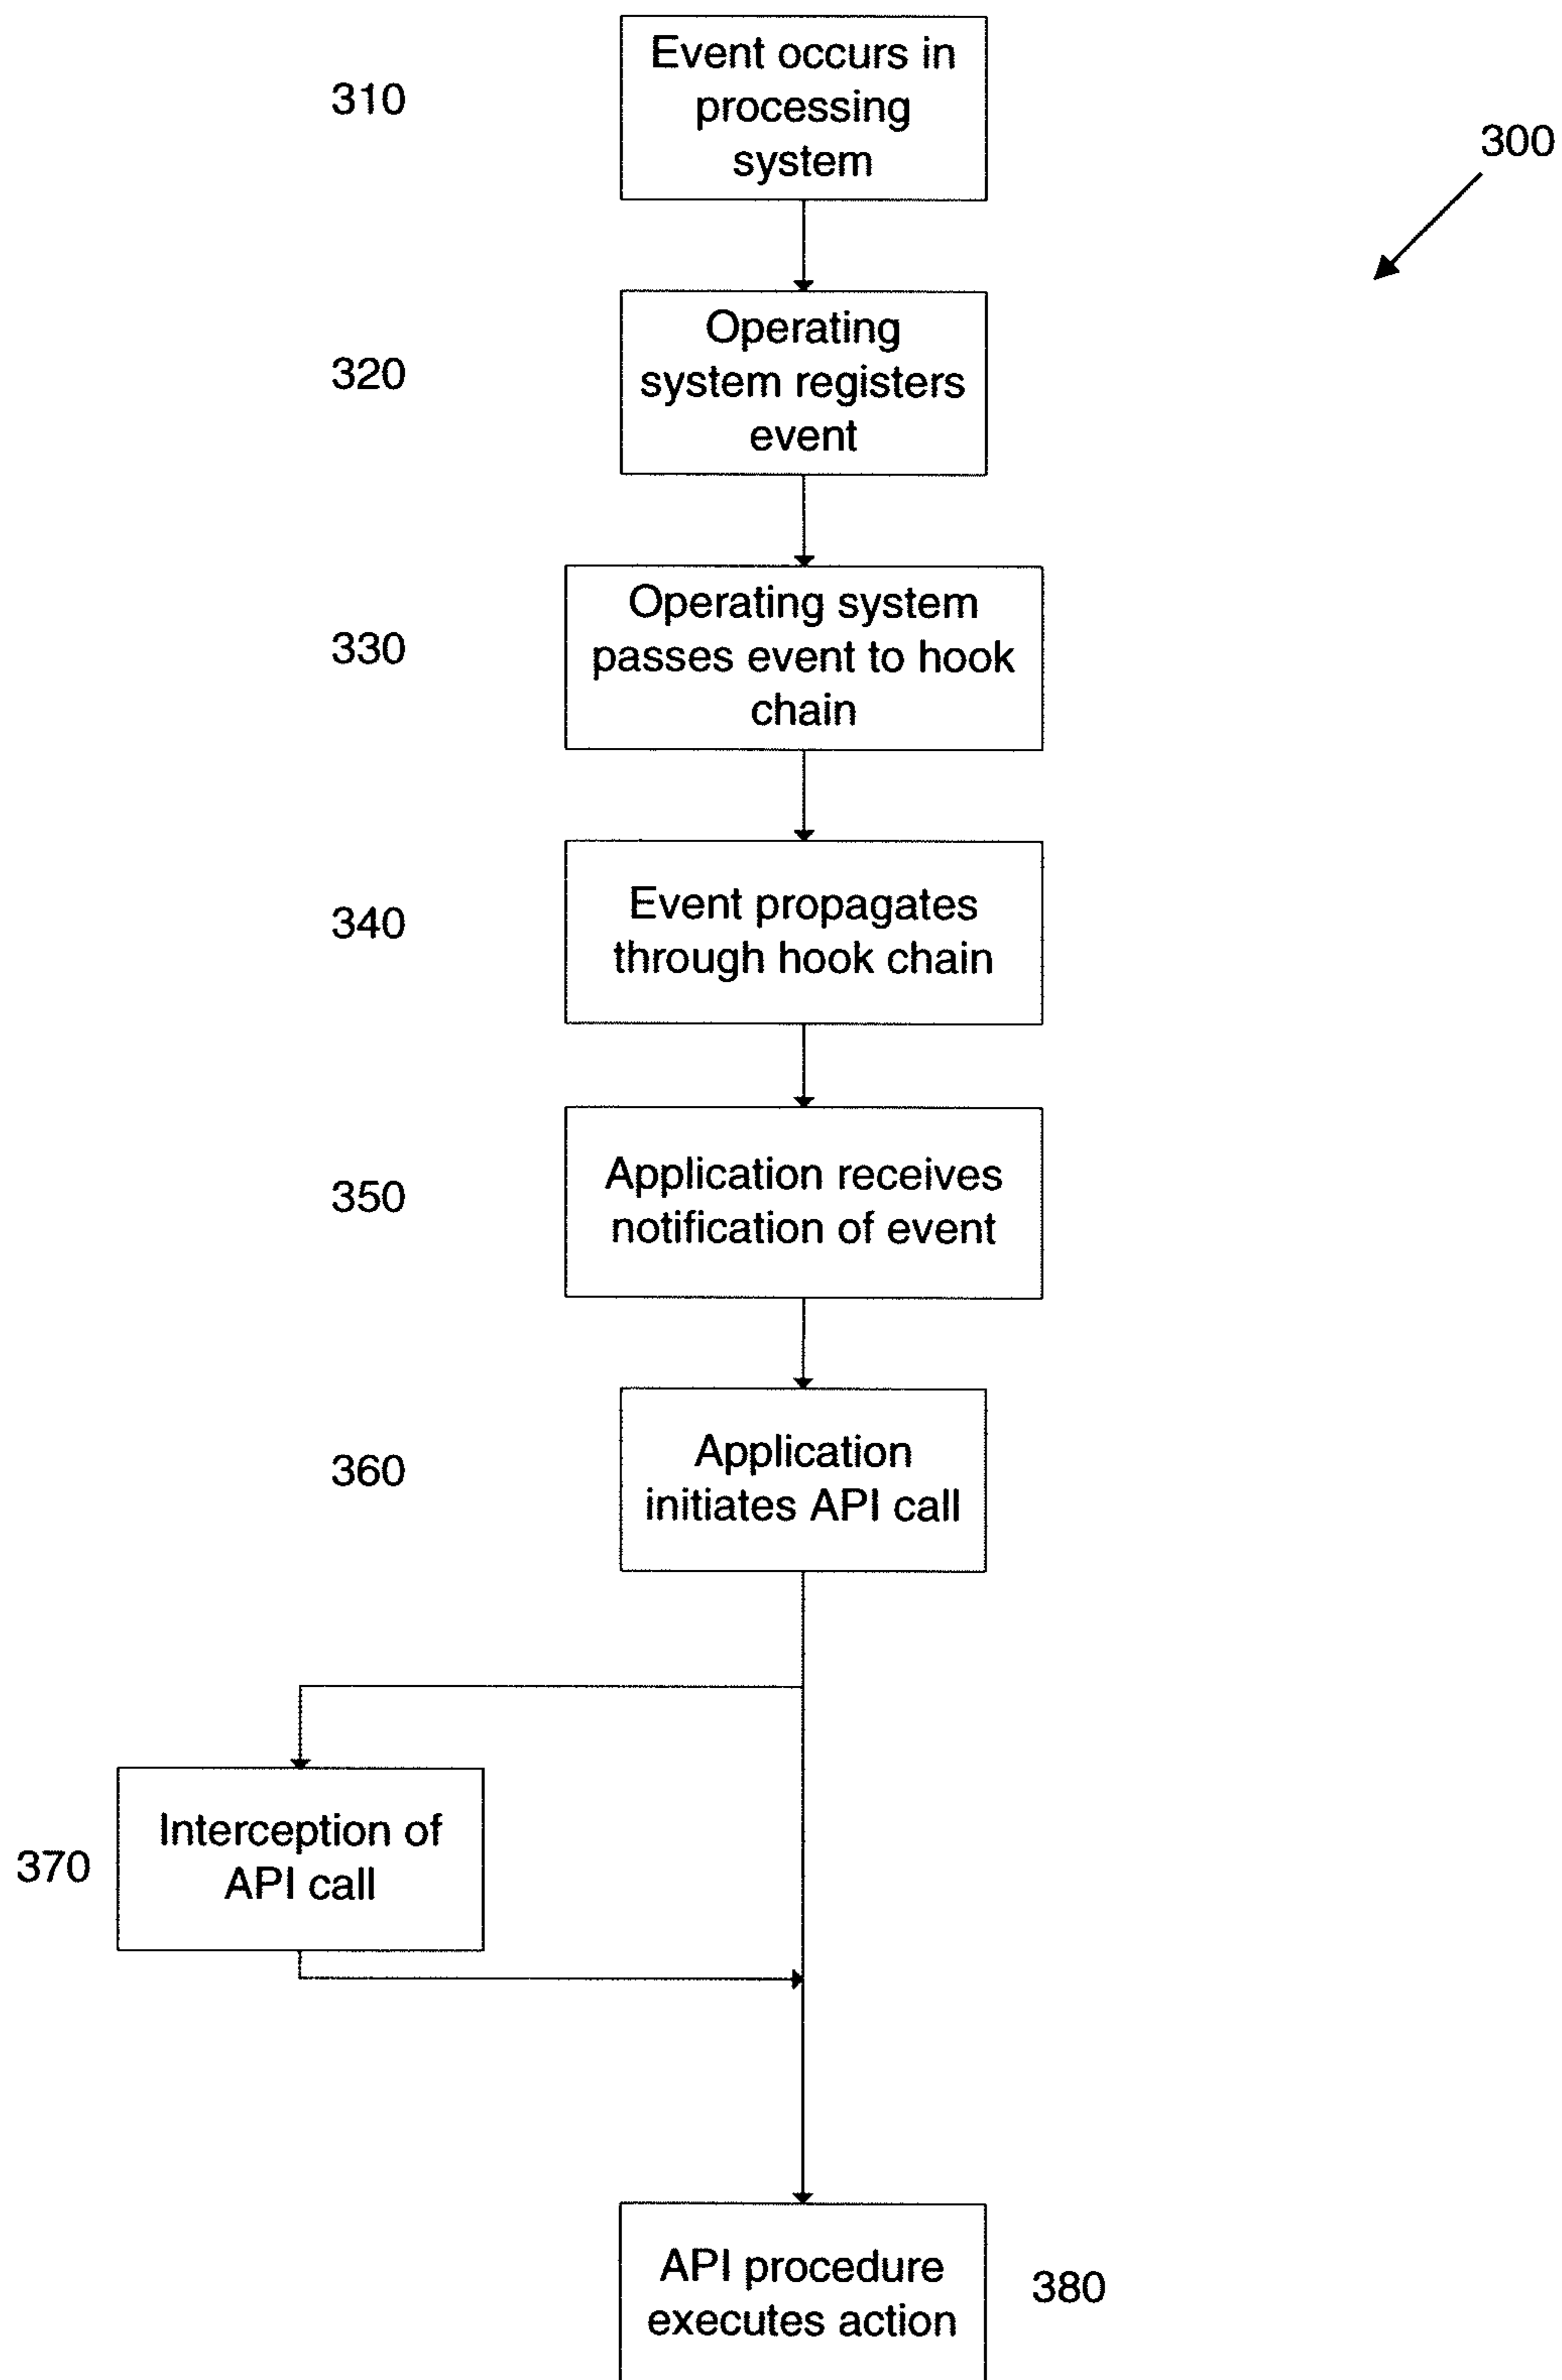 310
Event occurs in
processing
system
300
320
Operating
system registers
event
330
Operating system
passes event to hook
chain
340
Event propagates
through hook chain
350
Application receives
notification of event
360
Application
initiates API call
370
Interception of
API call
API procedure
executes action
380